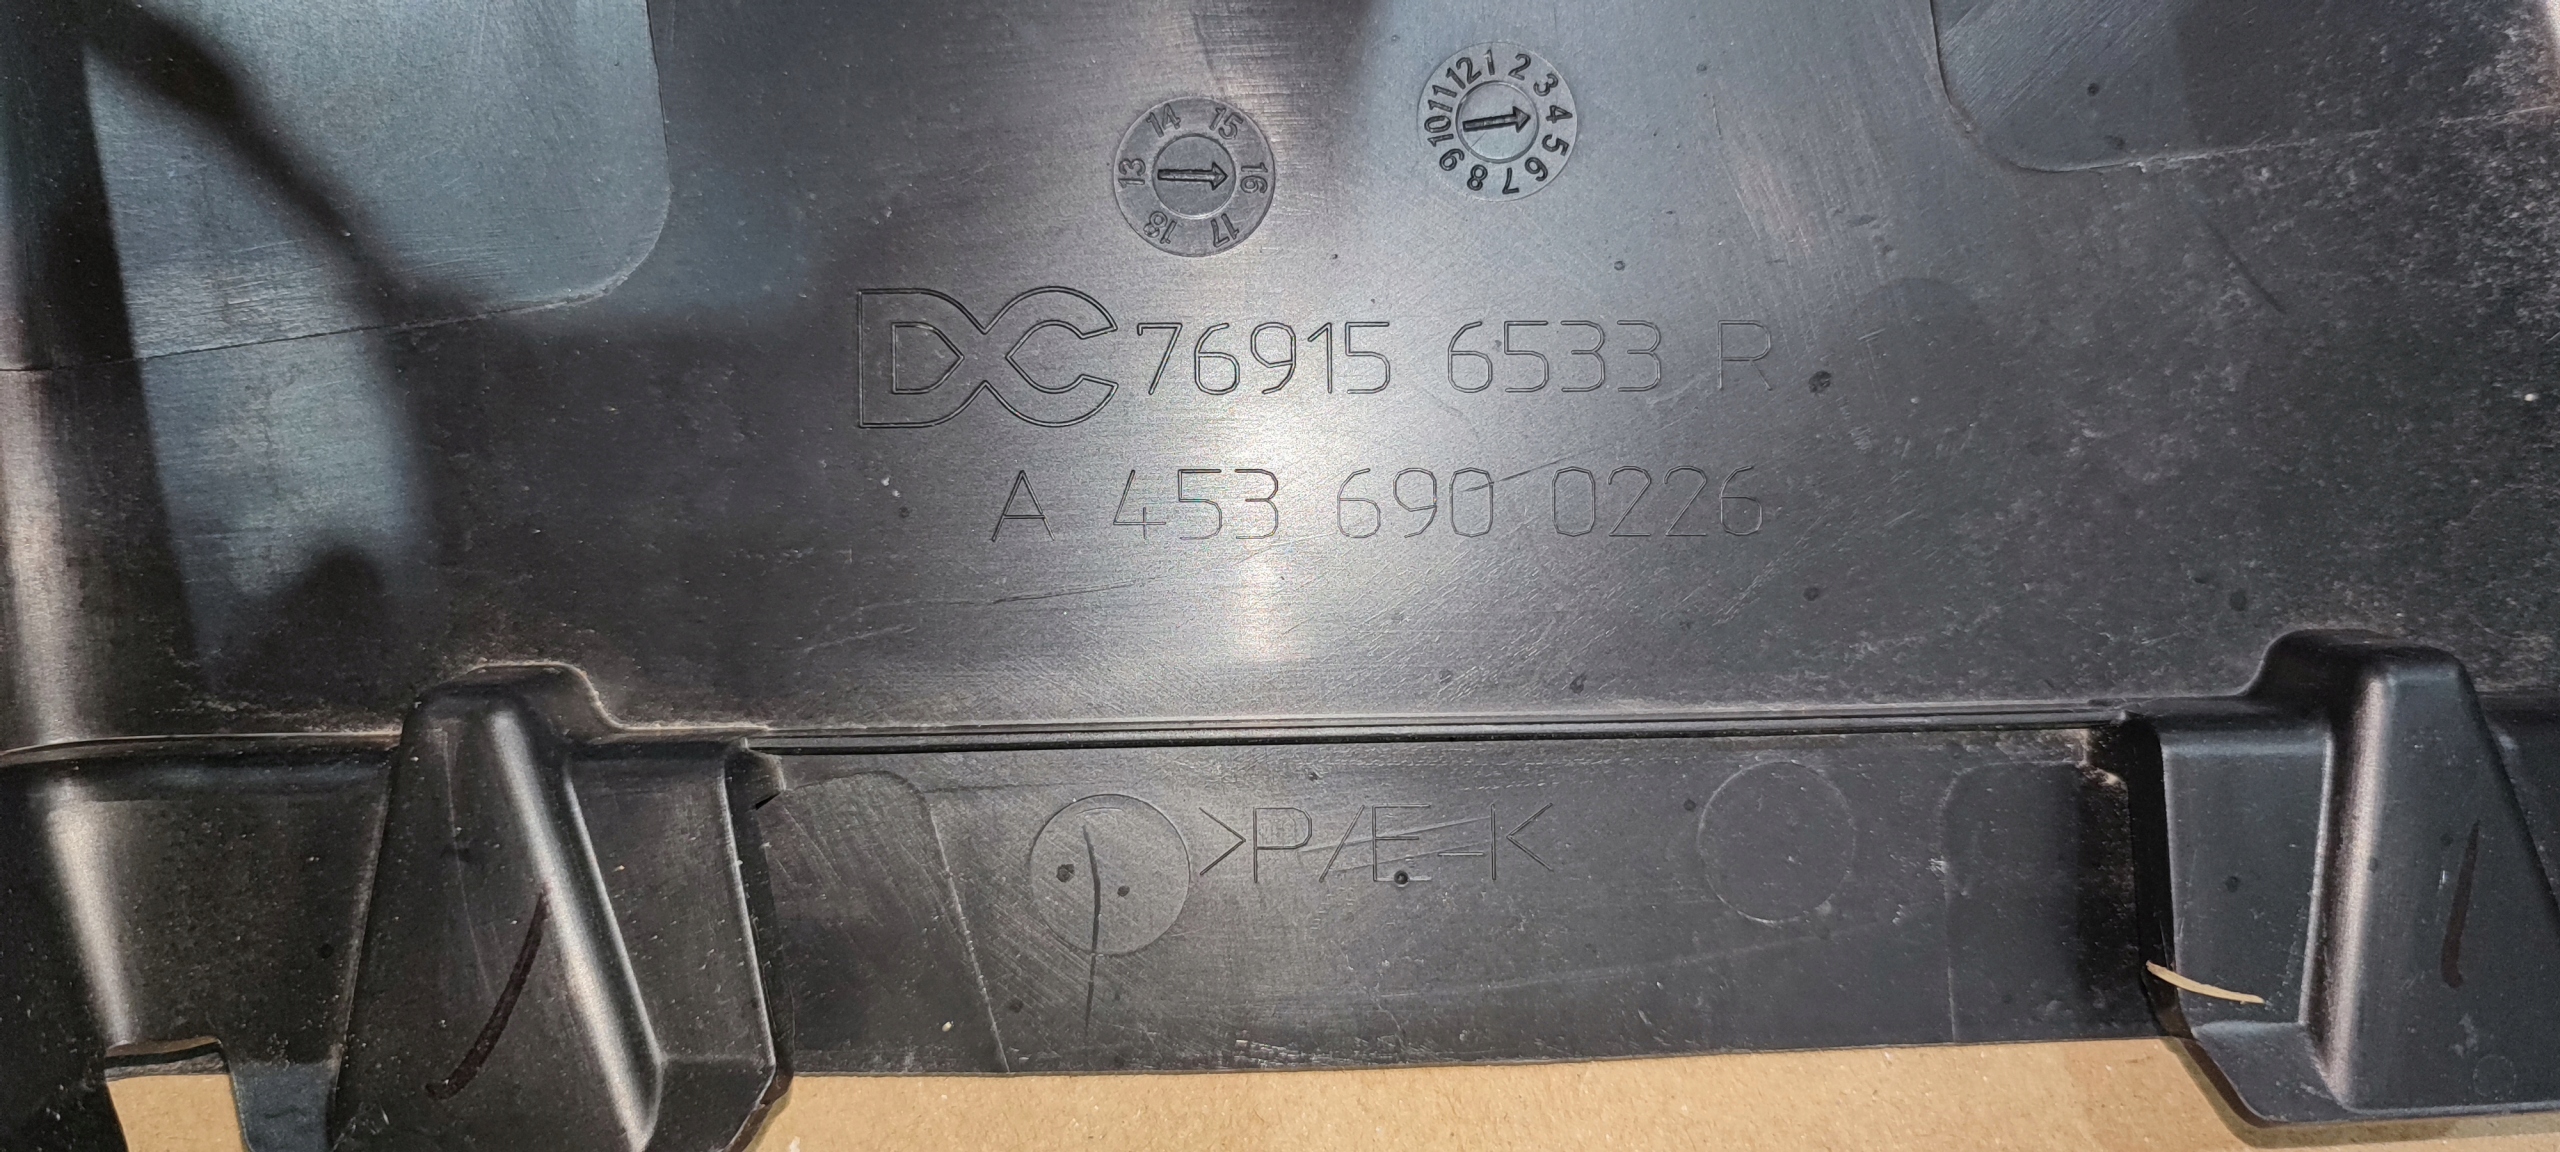 1 2 3 4 5 6 7 8 9 10 11 12
13 14 15 16 17 18
DC 76915 6533 R
A 453 690 0226
>P/E-I<